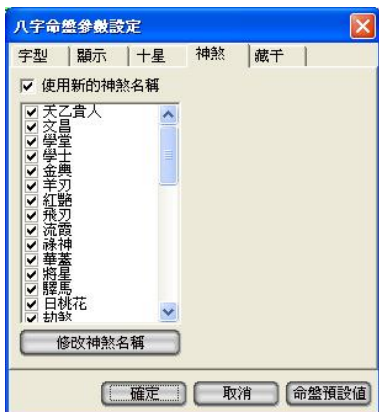 八字命盤參數設定
字型 顯示 十星 神煞 藏干
使用新的神煞名稱
天乙貴人
文昌
學堂
學士
金輿
羊刃
紅艷
飛刃
流霞
祿神
華蓋
將星
驛馬
日桃花
劫煞
修改神煞名稱
確定 取消 命盤預設值